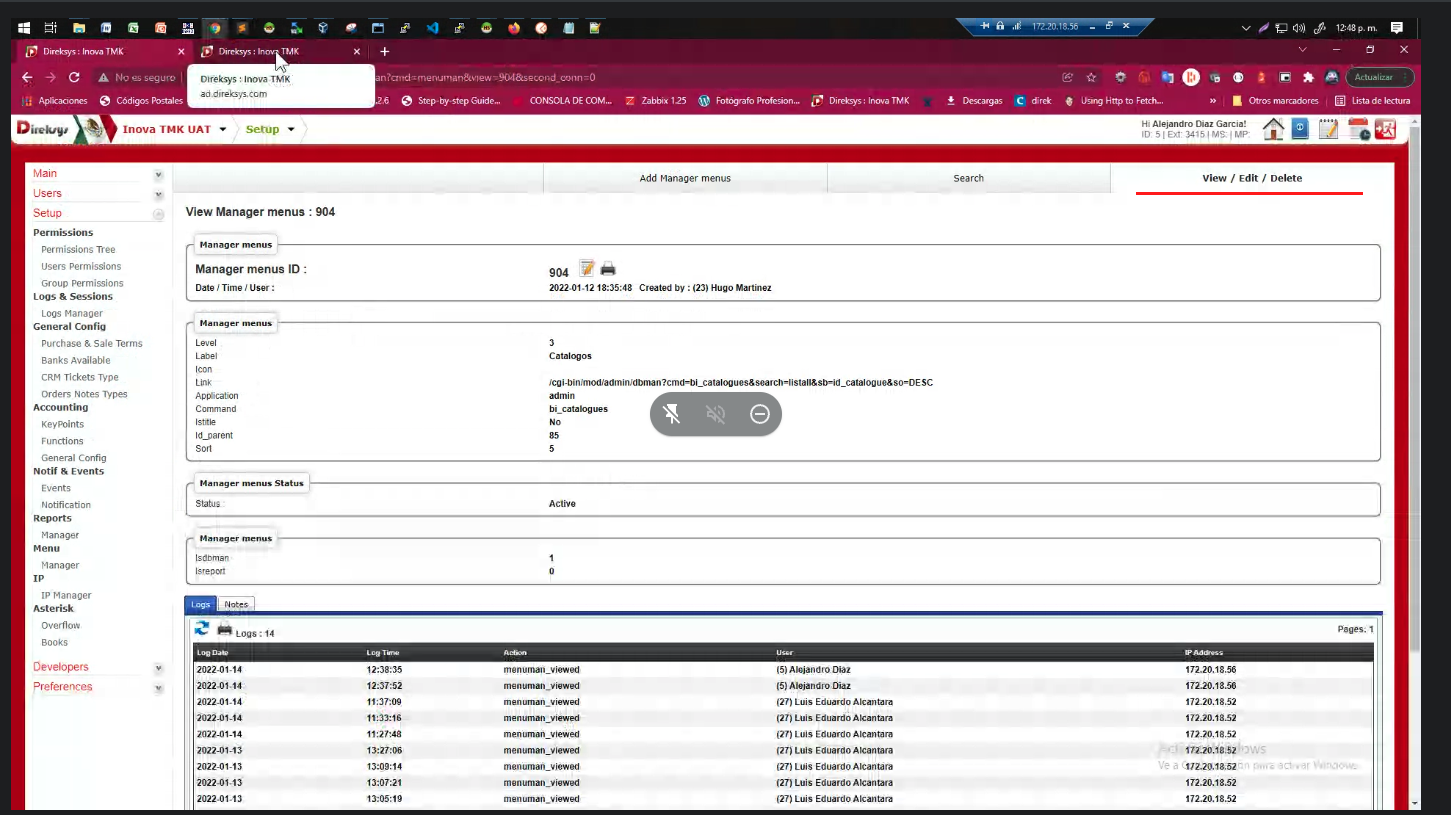 172.20.18.56
12:48 p. m.
Direksys : Inova TMK
Direksys : Inova TMK
No es seguro
an?cmd=menuman&view=904&second_conn=0
Actualizar
Direksys : Inova TMK
ad.direksys.com
Aplicaciones
Códigos Postales
2.6
Step-by-step Guide...
CONSOLA DE COM...
Zabbix 1.25
Fotógrafo Profesion...
Direksys : Inova TMK
Descargas
direk
Using Http to Fetch...
»
Otros marcadores
Lista de lectura
Direksys
Inova TMK UAT
Setup
Hi Alejandro Diaz Garcia!
ID: 5 | Ext: 3415 | MS: | MP:
Main
Users
Setup
Permissions
Permissions Tree
Users Permissions
Group Permissions
Logs & Sessions
Logs Manager
General Config
Purchase & Sale Terms
Banks Available
CRM Tickets Type
Orders Notes Types
Accounting
KeyPoints
Functions
General Config
Notif & Events
Events
Notification
Reports
Manager
Menu
Manager
IP
IP Manager
Asterisk
Overflow
Books
Developers
Preferences
Add Manager menus
Search
View / Edit / Delete
View Manager menus : 904
Manager menus
Manager menus ID :
904
Date / Time / User :
2022-01-12 18:35:48 Created by : (23) Hugo Martinez
Manager menus
Level 3
Label Catalogos
Icon
Link /cgi-bin/mod/admin/dbman?cmd=bi_catalogues&search=listall&sb=id_catalogue&so=DESC
Application admin
Command bi_catalogues
Istitle No
Id_parent 85
Sort 5
Manager menus Status
Status : Active
Manager menus
Isdbman 1
Isreport 0
Logs
Notes
Logs : 14
Pages: 1
Log Date Log Time Action User IP Address
2022-01-14 12:38:35 menuman_viewed (5) Alejandro Diaz 172.20.18.56
2022-01-14 12:37:52 menuman_viewed (5) Alejandro Diaz 172.20.18.56
2022-01-14 11:37:09 menuman_viewed (27) Luis Eduardo Alcantara 172.20.18.52
2022-01-14 11:33:16 menuman_viewed (27) Luis Eduardo Alcantara 172.20.18.52
2022-01-14 11:27:48 menuman_viewed (27) Luis Eduardo Alcantara 172.20.18.52
2022-01-13 13:27:06 menuman_viewed (27) Luis Eduardo Alcantara 172.20.18.52
2022-01-13 13:09:14 menuman_viewed (27) Luis Eduardo Alcantara 172.20.18.52
2022-01-13 13:07:21 menuman_viewed (27) Luis Eduardo Alcantara 172.20.18.52
2022-01-13 13:05:19 menuman_viewed (27) Luis Eduardo Alcantara 172.20.18.52
para activar Windows.